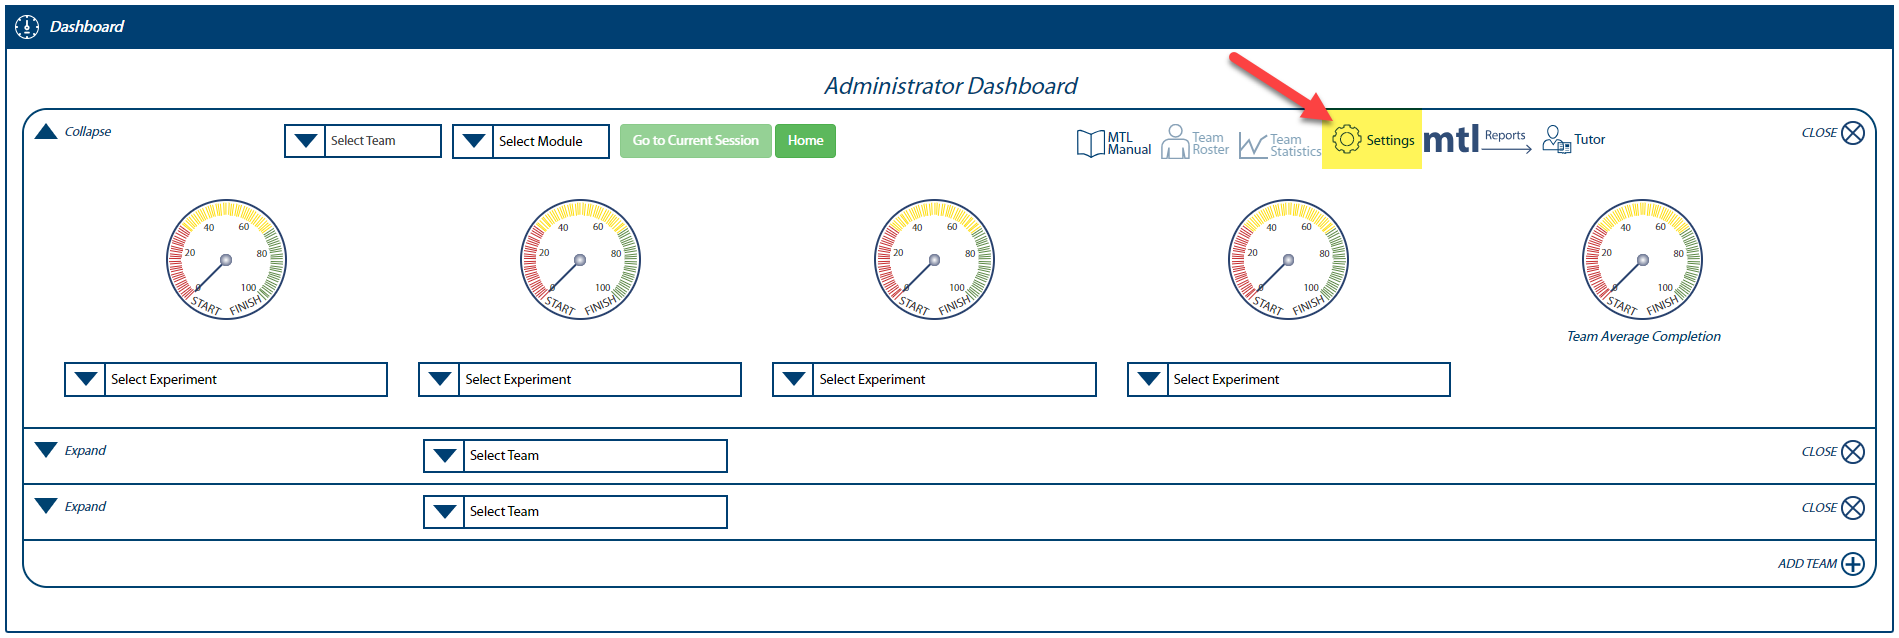 Dashboard
Administrator Dashboard
Collapse
Select Team
Select Module
Go to Current Session
Home
MTL
Manual
Team
Roster
Team
Statistics
Settings
mtl Reports
Tutor
CLOSE
0 20 40 60 80 100
START FINISH
0 20 40 60 80 100
START FINISH
0 20 40 60 80 100
START FINISH
0 20 40 60 80 100
START FINISH
0 20 40 60 80 100
START FINISH
Team Average Completion
Select Experiment
Select Experiment
Select Experiment
Select Experiment
Expand
Select Team
CLOSE
Expand
Select Team
CLOSE
ADD TEAM